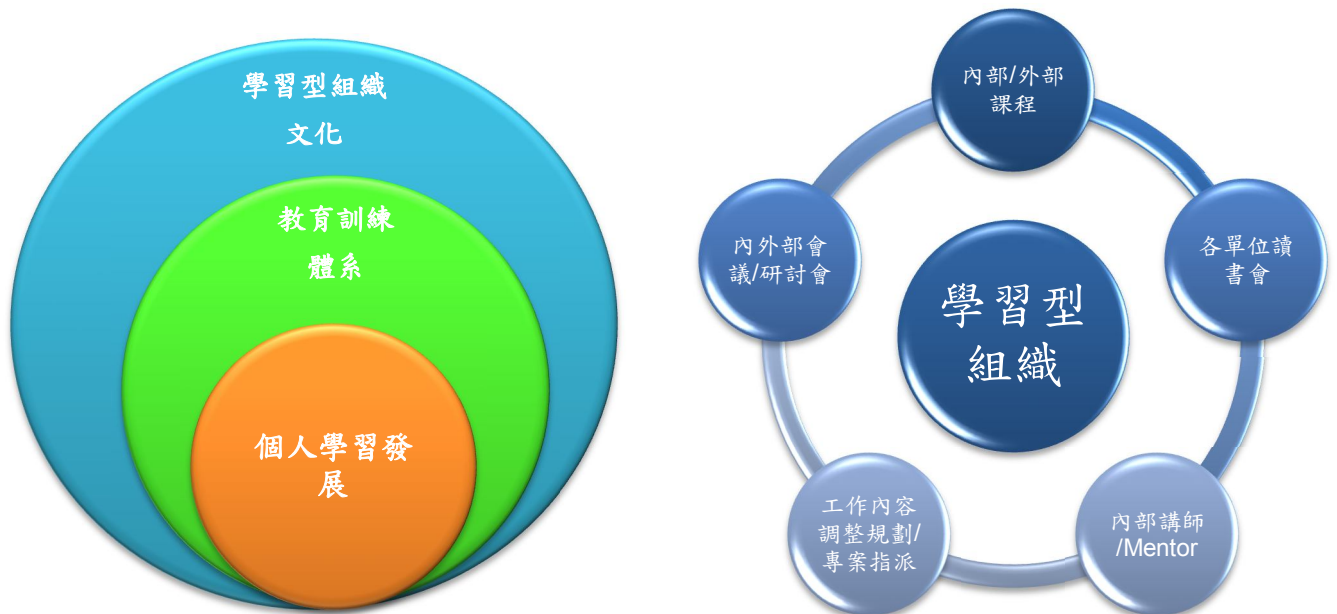 學習型組織
文化
教育訓練
體系
個人學習發
展
內部/外部
課程
各單位讀
書會
內部講師
/Mentor
工作內容
調整規劃/
專案指派
內外部會
議/研討會
學習型
組織